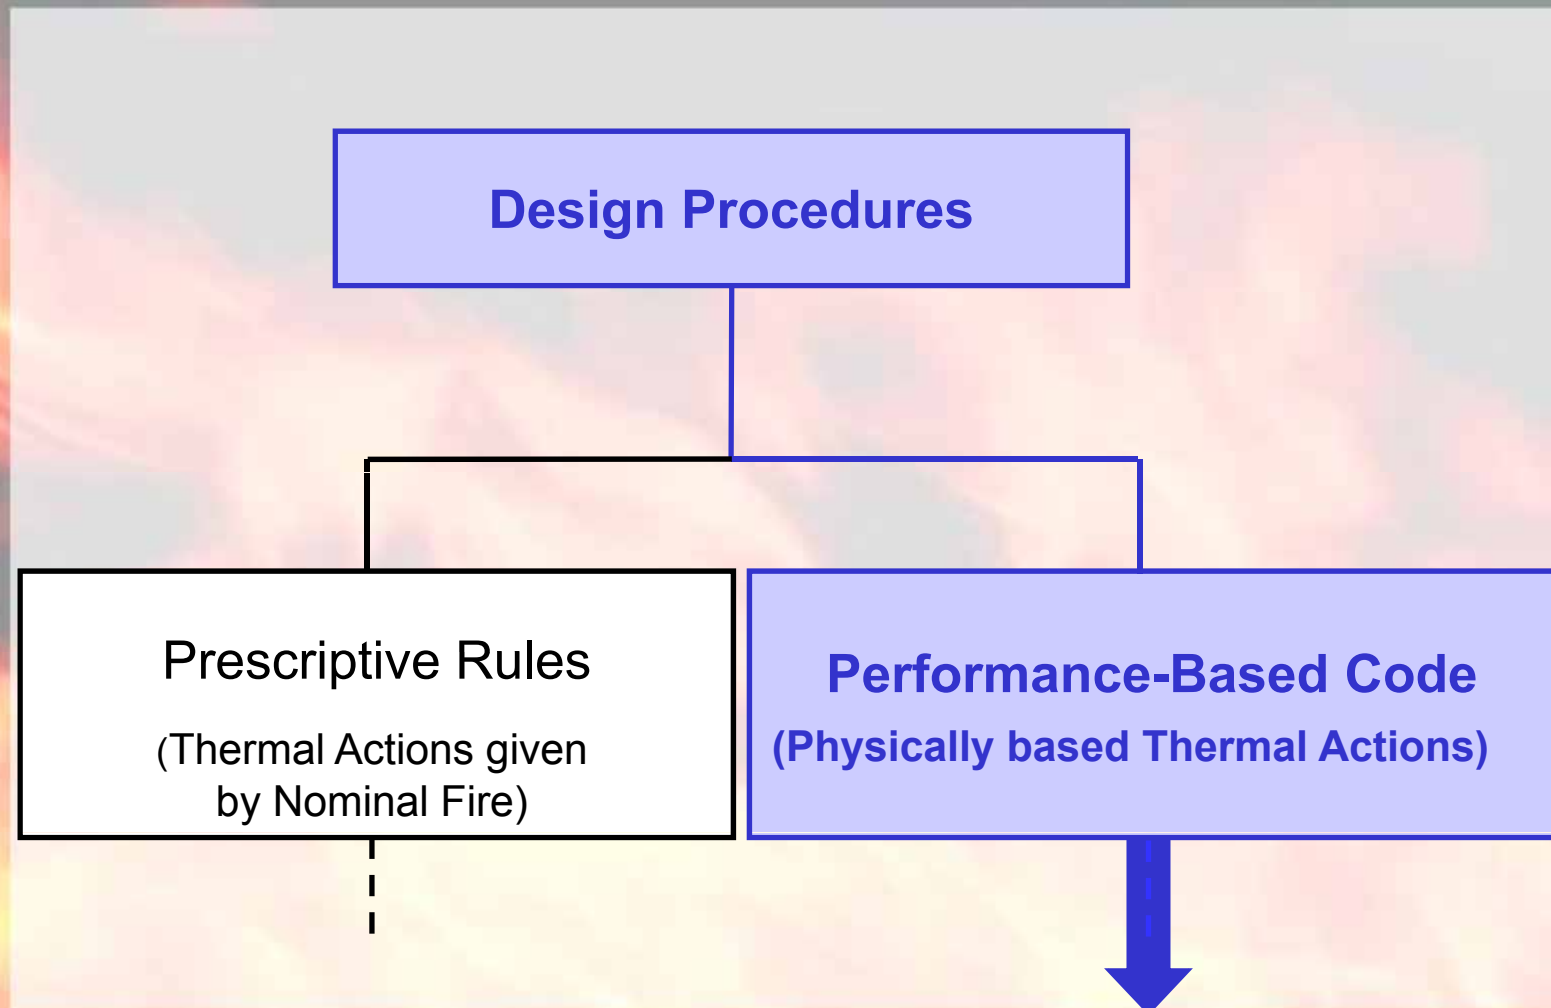 Design Procedures
Prescriptive Rules
(Thermal Actions given
by Nominal Fire)
Performance-Based Code
(Physically based Thermal Actions)